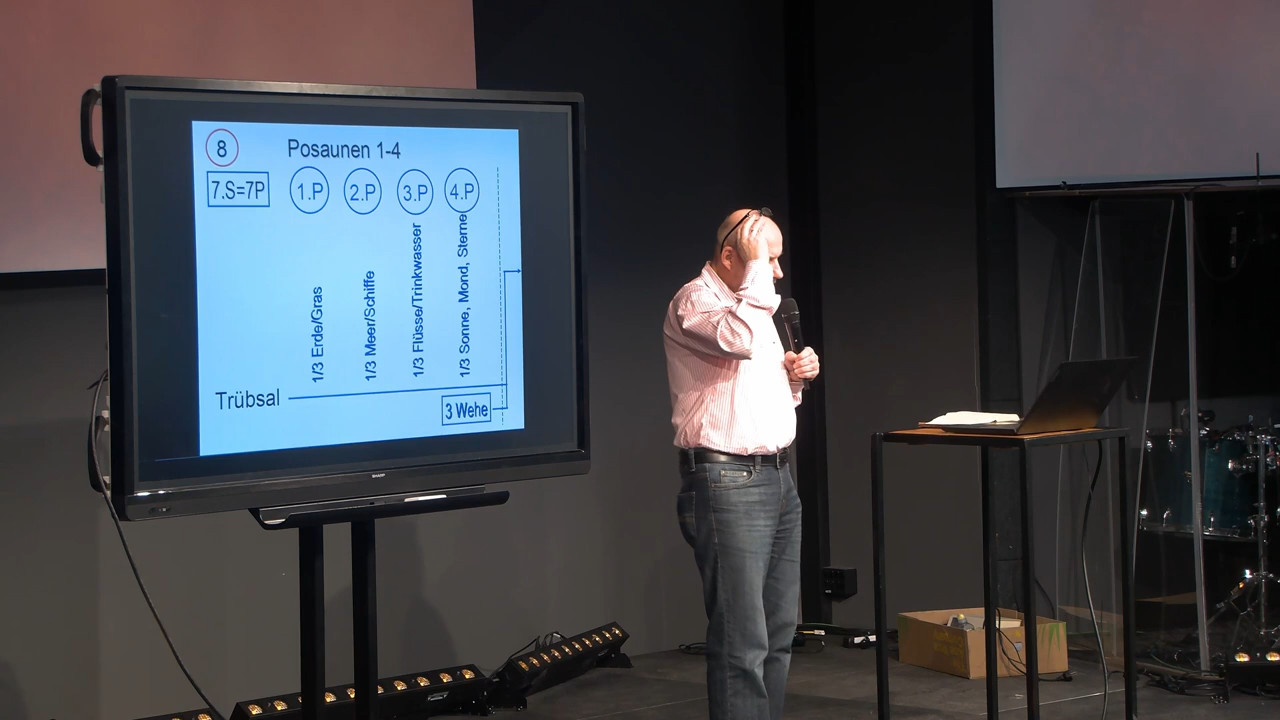 8
Posaunen 1-4
7.S=7P
1.P
2.P
3.P
4.P
1/3 Erde/Gras
1/3 Meer/Schiffe
1/3 Flüsse/Trinkwasser
1/3 Sonne, Mond, Sterne
Trübsal
3 Wehe
SHARP